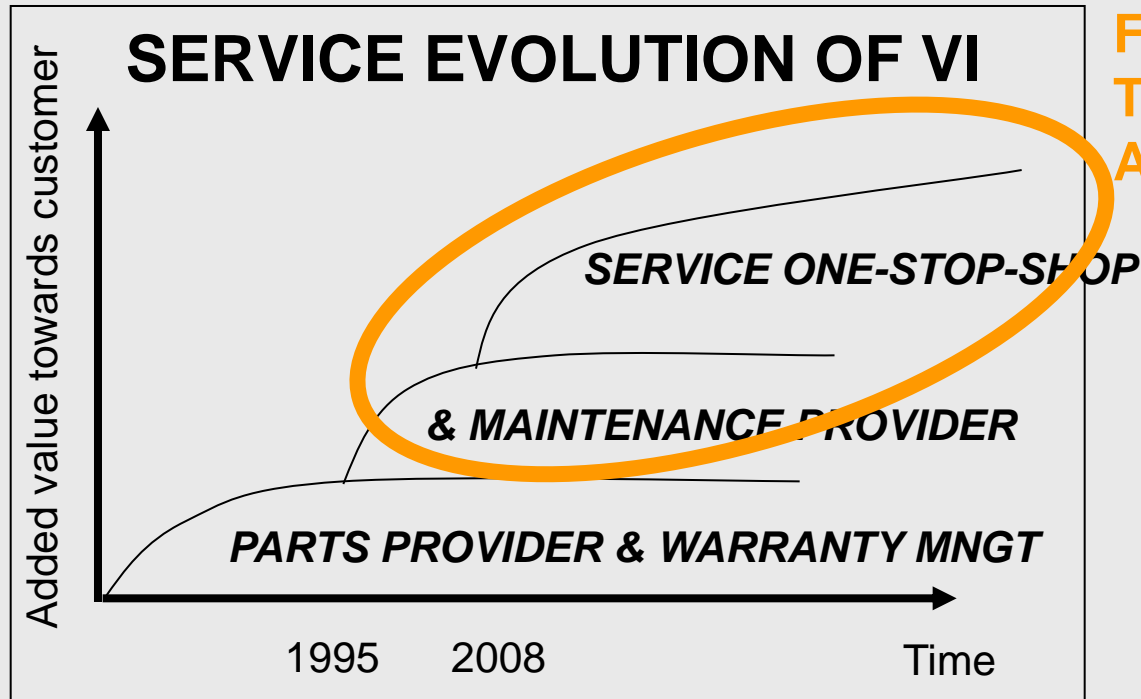 SERVICE EVOLUTION OF VI
F
T
A
Added value towards customer
SERVICE ONE-STOP-SHOP
& MAINTENANCE PROVIDER
PARTS PROVIDER & WARRANTY MNGT
1995 2008 Time